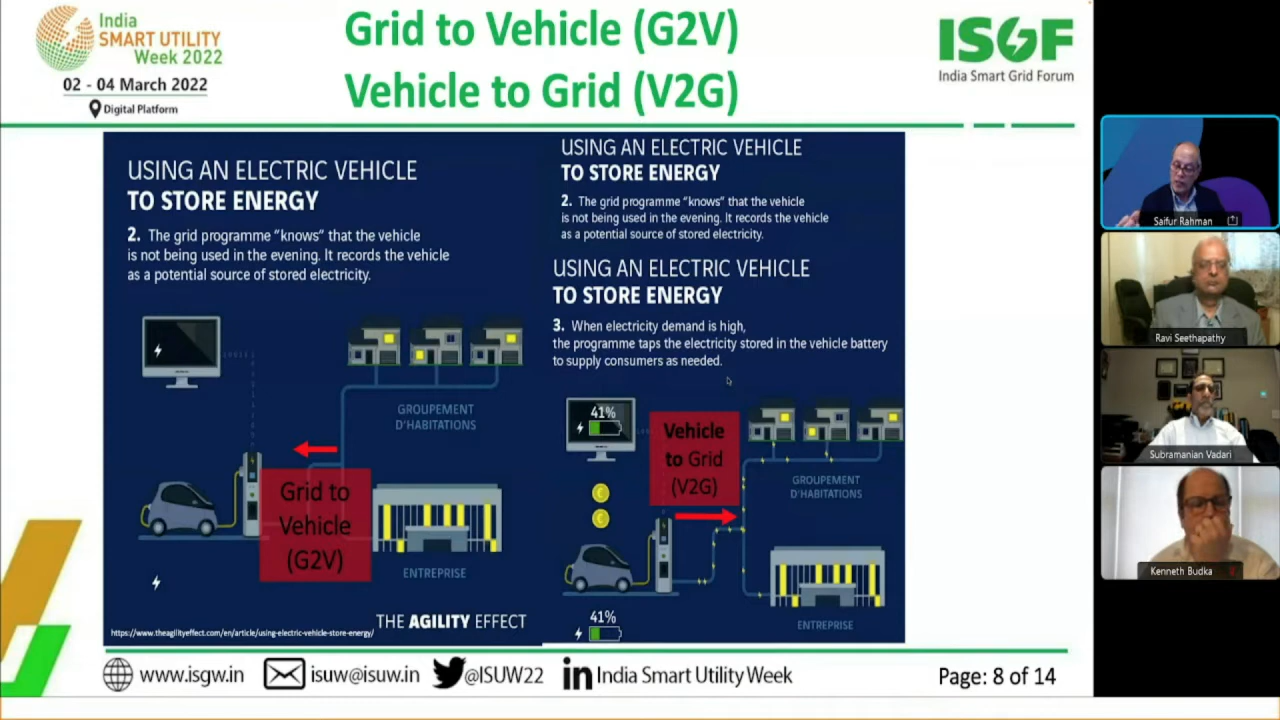 India
SMART UTILITY
Week 2022
02 - 04 March 2022
Digital Platform
Grid to Vehicle (G2V)
Vehicle to Grid (V2G)
ISGF
India Smart Grid Forum
USING AN ELECTRIC VEHICLE
TO STORE ENERGY
2. The grid programme “knows” that the vehicle
is not being used in the evening. It records the vehicle
as a potential source of stored electricity.
GROUPEMENT
D'HABITATIONS
Grid to
Vehicle
(G2V)
ENTREPRISE
THE AGILITY EFFECT
https://www.theagilityeffect.com/en/article/using-electric-vehicle-store-energy/
USING AN ELECTRIC VEHICLE
TO STORE ENERGY
2. The grid programme “knows” that the vehicle
is not being used in the evening. It records the vehicle
as a potential source of stored electricity.
USING AN ELECTRIC VEHICLE
TO STORE ENERGY
3. When electricity demand is high,
the programme taps the electricity stored in the vehicle battery
to supply consumers as needed.
41%
Vehicle
to Grid
(V2G)
GROUPEMENT
D'HABITATIONS
€
€
ENTREPRISE
41%
www.isgw.in
isuw@isuw.in
@ISUW22
in India Smart Utility Week
Page: 8 of 14
Saifur Rahman
Ravi Seethapathy
Subramanian Vadari
Kenneth Budka